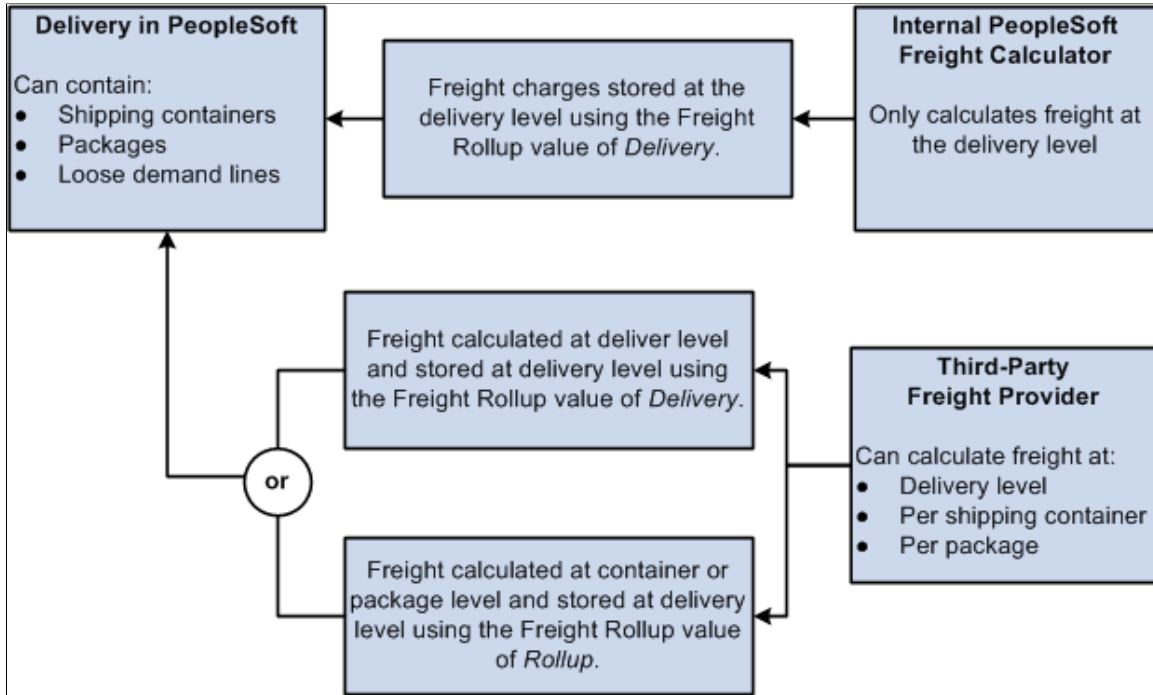 Delivery in PeopleSoft
Can contain:
● Shipping containers
● Packages
● Loose demand lines
Freight charges stored at the
delivery level using the Freight
Rollup value of Delivery.
Internal PeopleSoft
Freight Calculator
Only calculates freight at
the delivery level
Freight calculated at deliver level
and stored at delivery level using
the Freight Rollup value of Delivery.
or
Freight calculated at container or
package level and stored at delivery
level using the Freight Rollup value
of Rollup.
Third-Party
Freight Provider
Can calculate freight at:
● Delivery level
● Per shipping container
● Per package